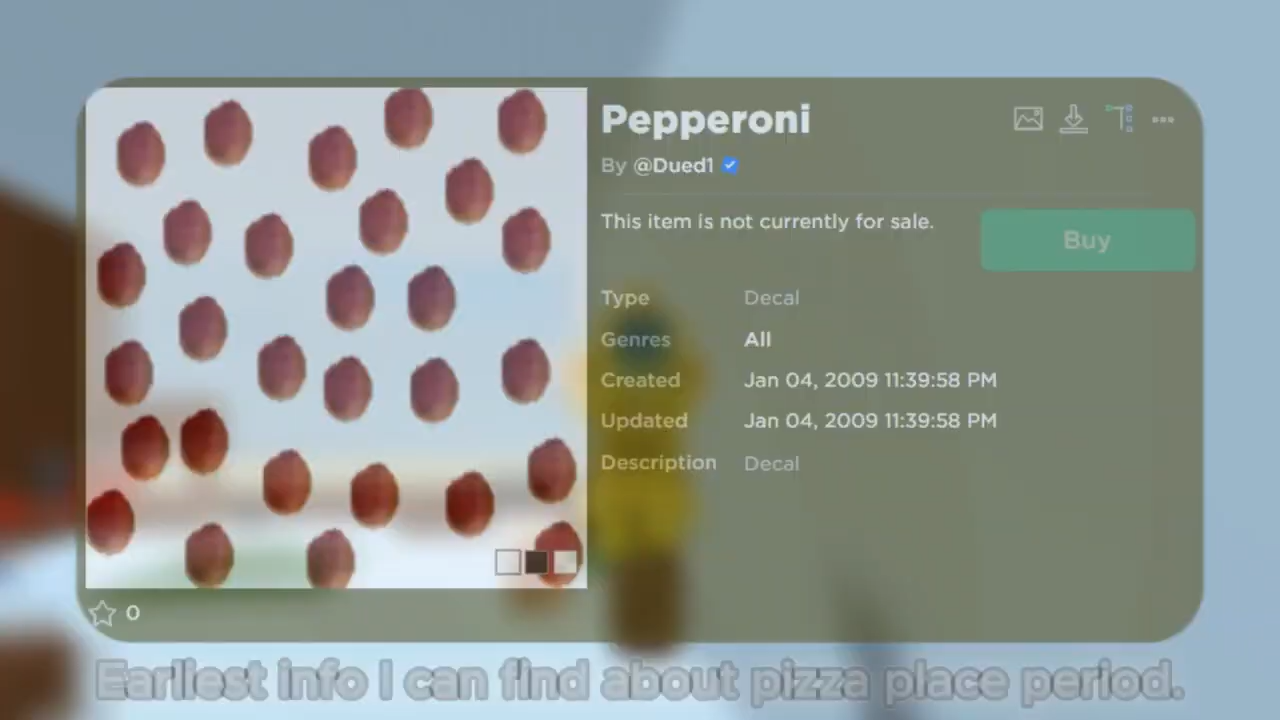 Pepperoni
By @Dued1
This item is not currently for sale.
Buy
Type Decal
Genres All
Created Jan 04, 2009 11:39:58 PM
Updated Jan 04, 2009 11:39:58 PM
Description Decal
0
Earliest info I can find about pizza place period.